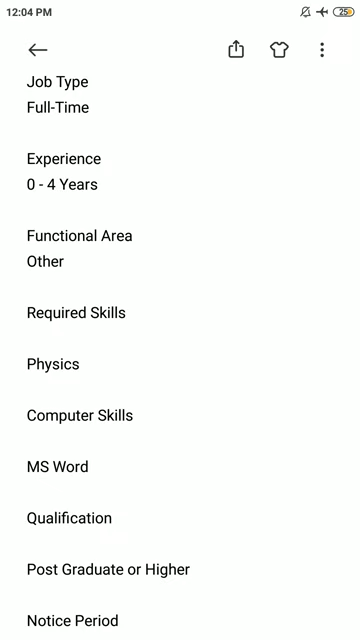 12:04 PM
25
Job Type
Full-Time
Experience
0 - 4 Years
Functional Area
Other
Required Skills
Physics
Computer Skills
MS Word
Qualification
Post Graduate or Higher
Notice Period